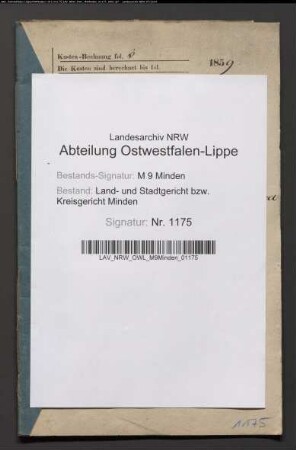 Kosten-Rechnung fol.
Die Kosten sind berechnet bis fol.
1859
Landesarchiv NRW
Abteilung Ostwestfalen-Lippe
Bestands-Signatur: M 9 Minden
Bestand: Land- und Stadtgericht bzw.
Kreisgericht Minden
Signatur: Nr. 1175
LAV_NRW_OWL_M9Minden_01175
1175